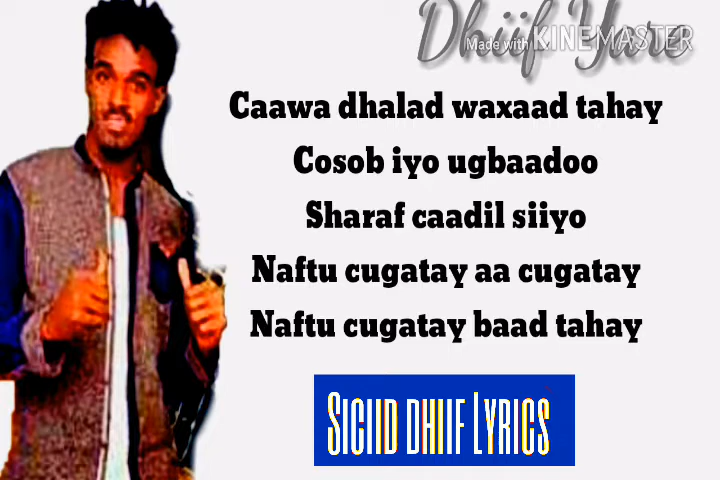 Dhiif Yare
Made with KINEMASTER
Caawa dhalad waxaad tahay
Cosob iyo ugbaadoo
Sharaf caadil siiyo
Naftu cugatay aa cugatay
Naftu cugatay baad tahay
SICIID DHIIF LYRICS